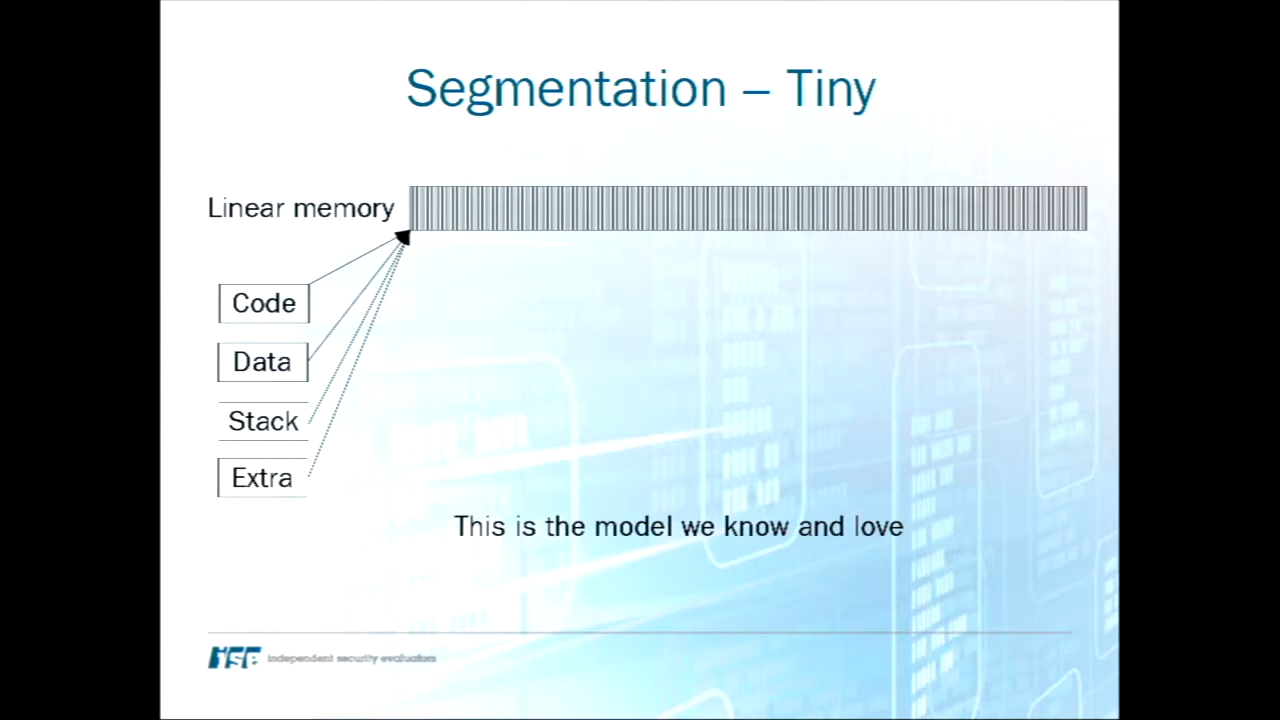 Segmentation – Tiny
Linear memory
Code
Data
Stack
Extra
This is the model we know and love
ise independent security evaluators